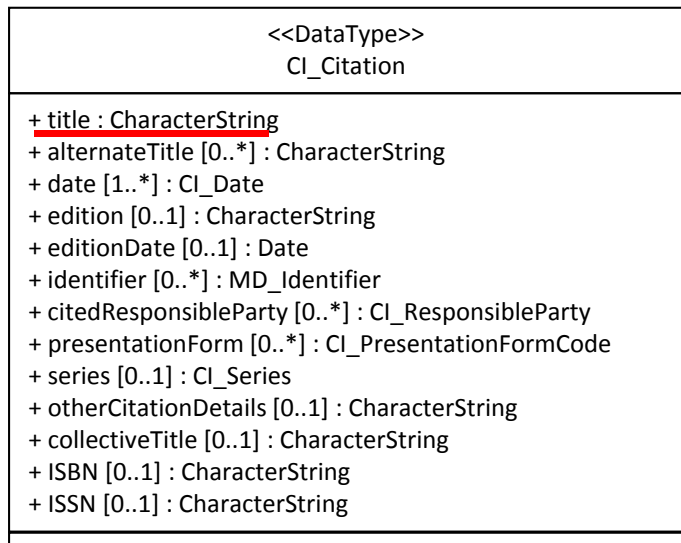 <<DataType>>
CI_Citation
+ title : CharacterString
+ alternateTitle [0..*] : CharacterString
+ date [1..*] : CI_Date
+ edition [0..1] : CharacterString
+ editionDate [0..1] : Date
+ identifier [0..*] : MD_Identifier
+ citedResponsibleParty [0..*] : CI_ResponsibleParty
+ presentationForm [0..*] : CI_PresentationFormCode
+ series [0..1] : CI_Series
+ otherCitationDetails [0..1] : CharacterString
+ collectiveTitle [0..1] : CharacterString
+ ISBN [0..1] : CharacterString
+ ISSN [0..1] : CharacterString